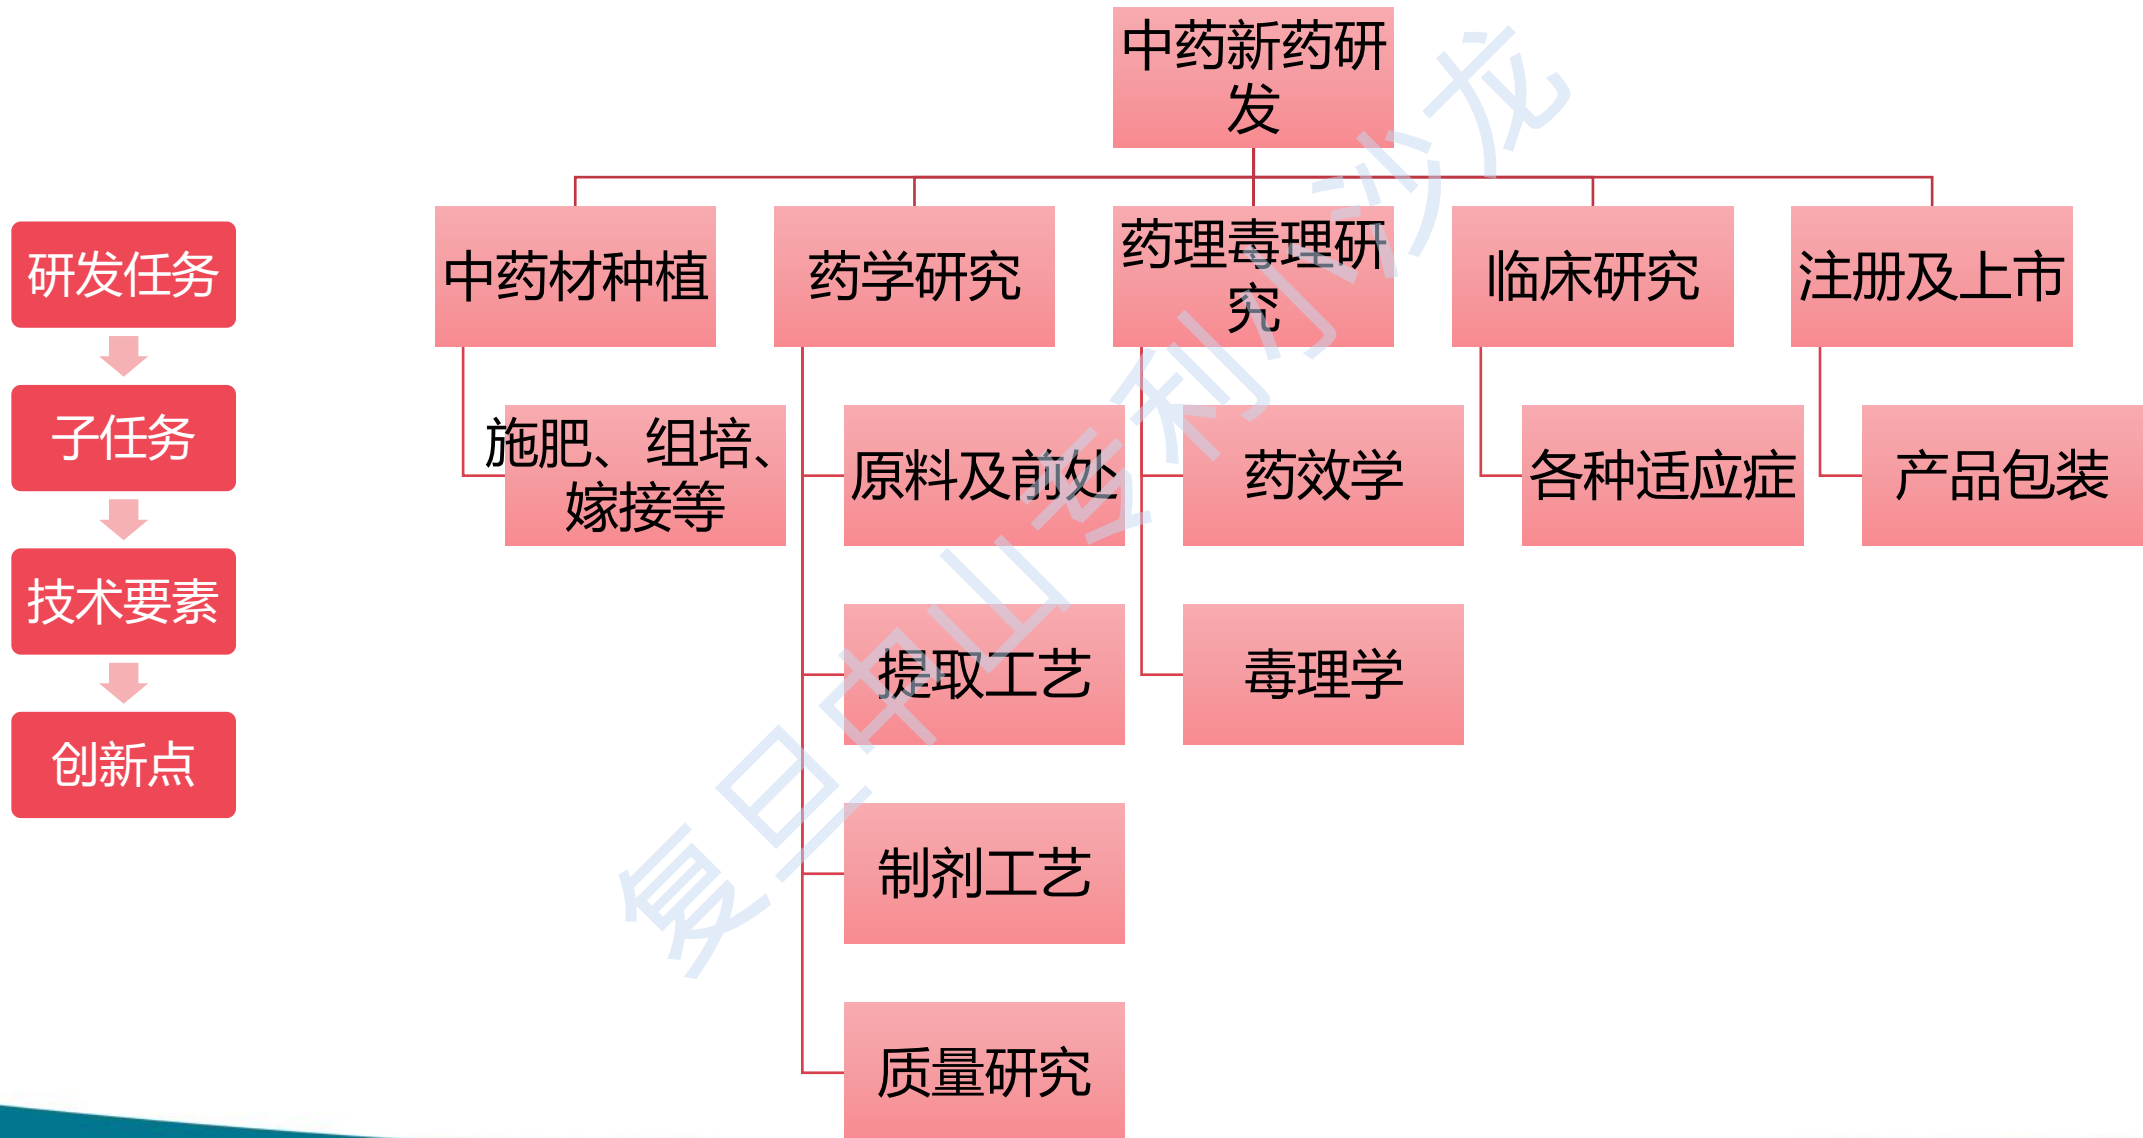 中药新药研
发
研发任务
子任务
技术要素
创新点
中药材种植
药学研究
药理毒理研
究
临床研究
注册及上市
施肥、组培、
嫁接等
原料及前处
药效学
各种适应症
产品包装
提取工艺
毒理学
制剂工艺
质量研究
复旦中山专利小沙龙